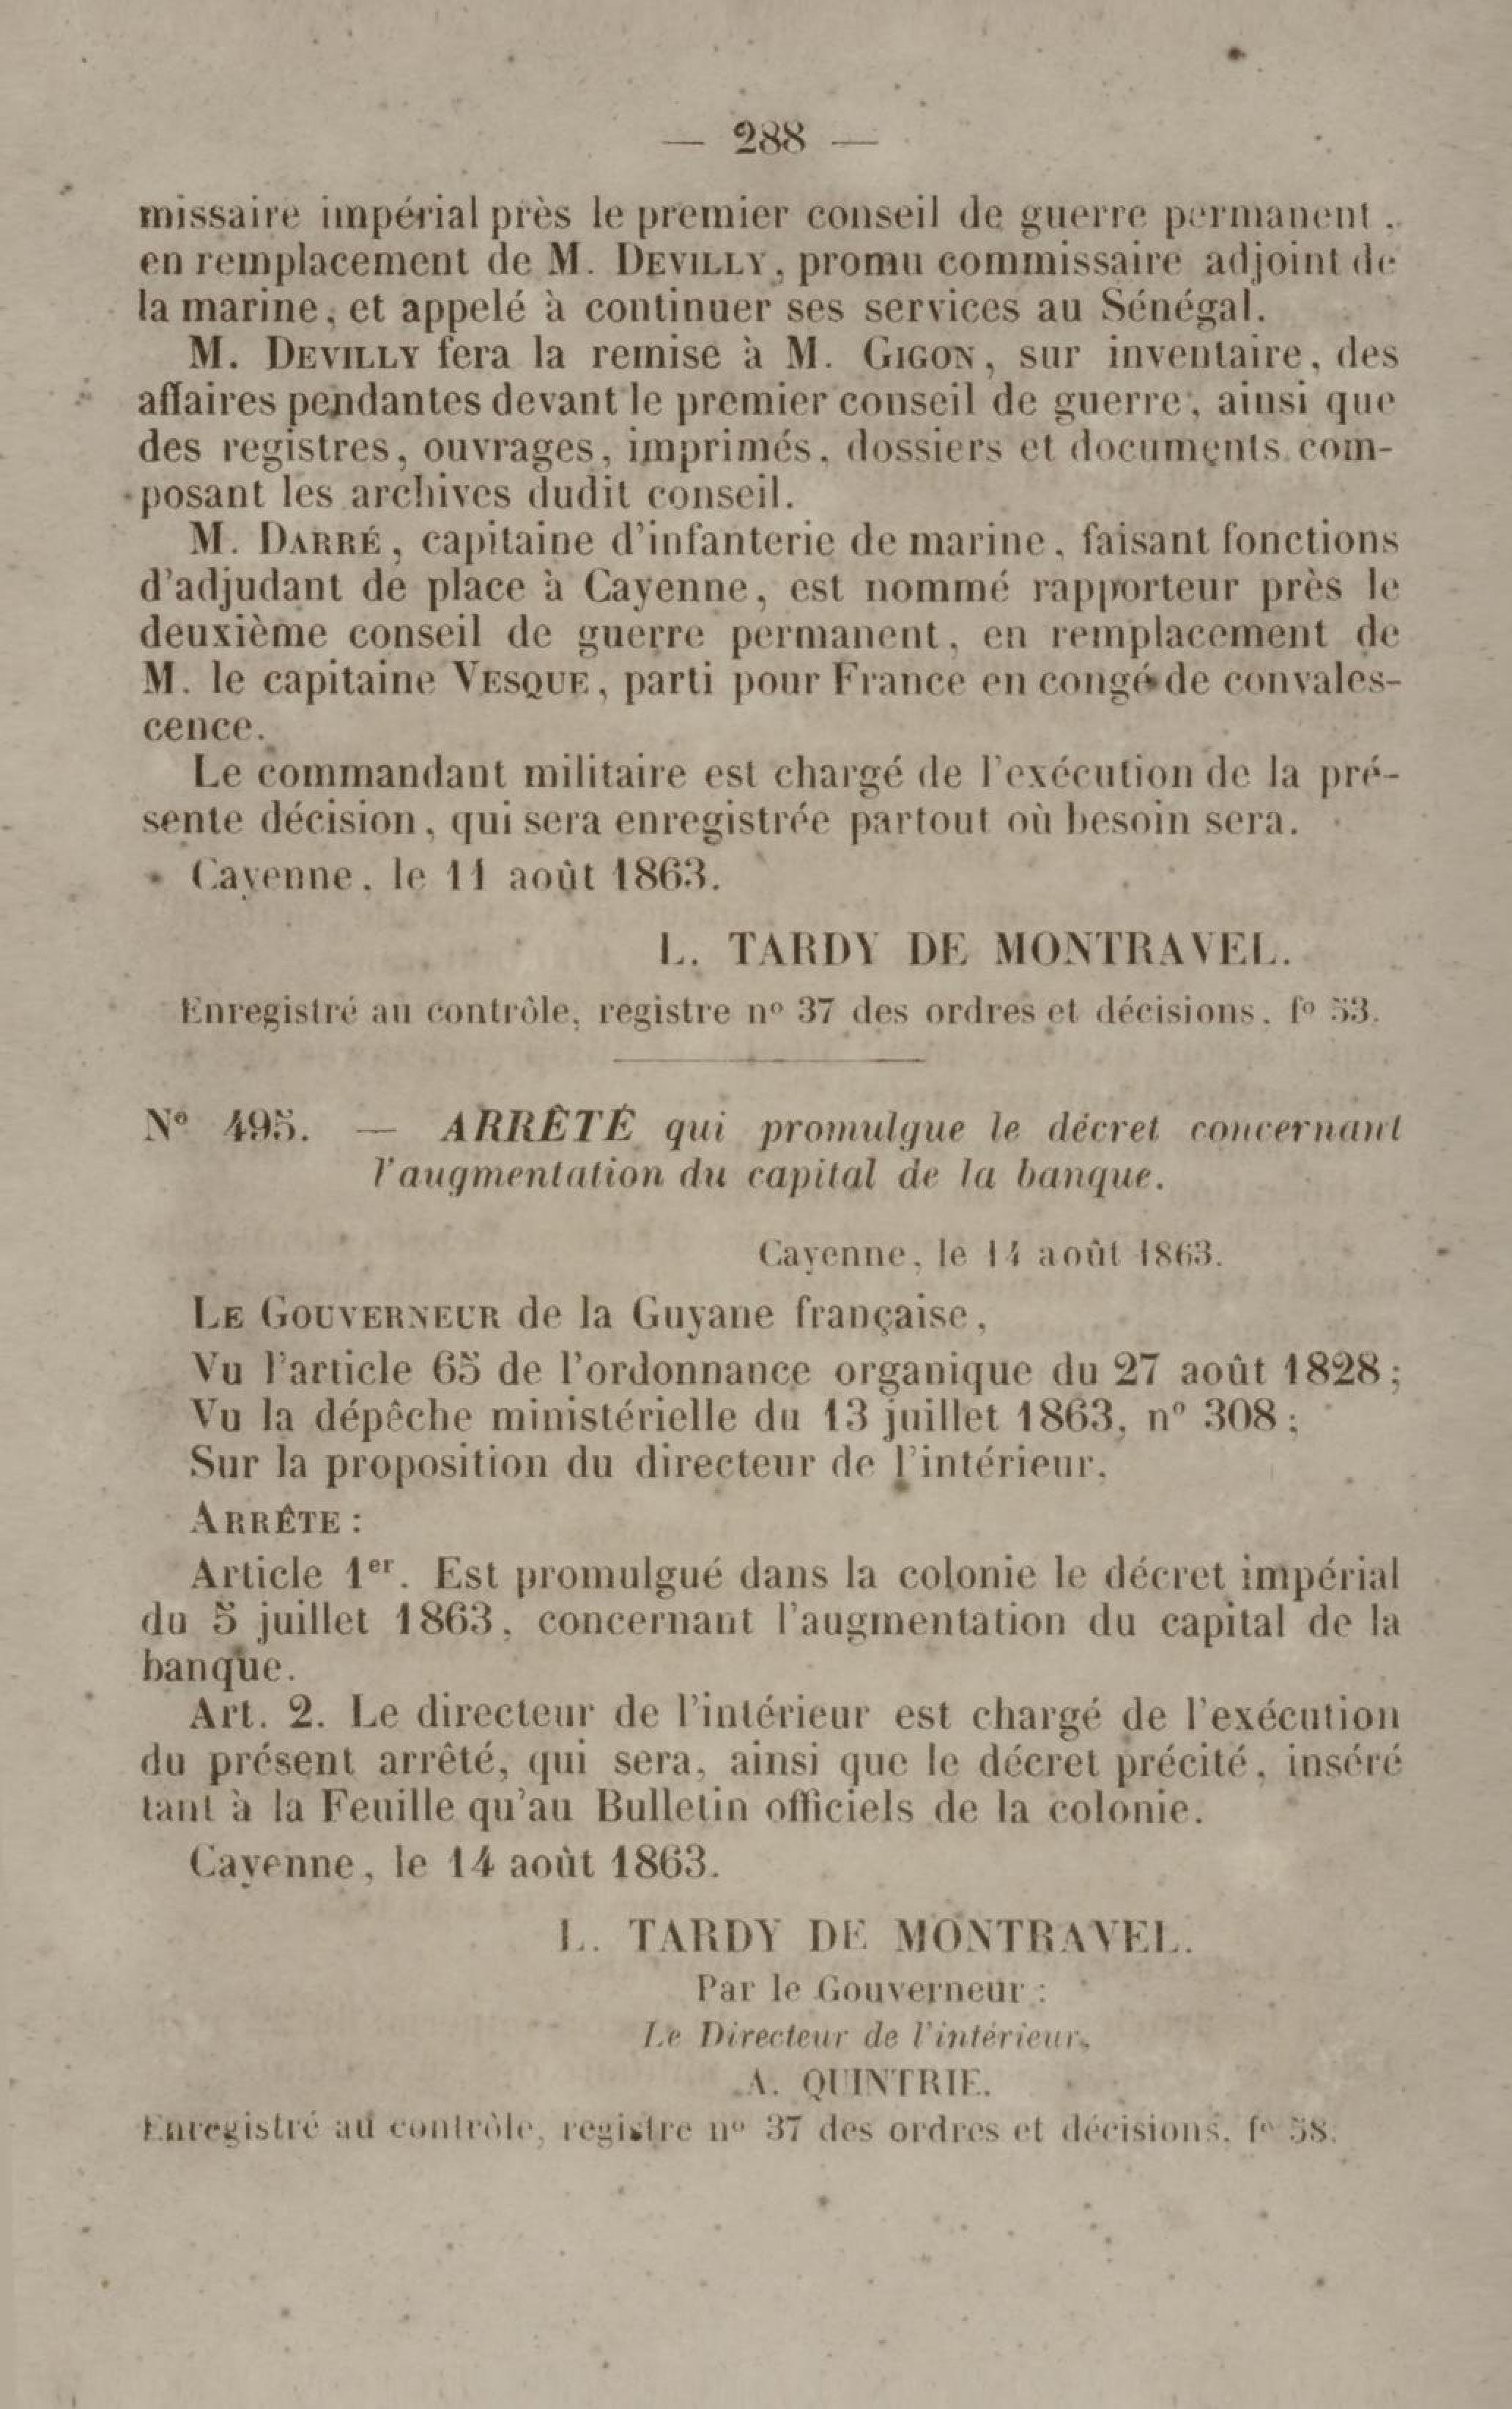 — 288 —
missaire impérial près le premier conseil de guerre permanent,
en remplacement de M. DEVILLY, promu commissaire adjoint de
la marine, et appelé à continuer ses services au Sénégal.
M. DEVILLY fera la remise à M. GIGON, sur inventaire, des
affaires pendantes devant le premier conseil de guerre, ainsi que
des registres, ouvrages, imprimés, dossiers et documents com-
posant les archives dudit conseil.
M. DARRÉ, capitaine d'infanterie de marine, faisant fonctions
d'adjudant de place à Cayenne, est nommé rapporteur près le
deuxième conseil de guerre permanent, en remplacement de
M. le capitaine VESQUE, parti pour France en congé de convales-
cence.
Le commandant militaire est chargé de l'exécution de la pré-
sente décision, qui sera enregistrée partout où besoin sera.
Cayenne, le 11 août 1863.
L. TARDY DE MONTRAVEL.
Enregistré au contrôle, registre nº 37 des ordres et décisions, fº 53.
Nº 495. — ARRÊTÉ qui promulgue le décret concernant
l'augmentation du capital de la banque.
Cayenne, le 14 août 1863.
LE GOUVERNEUR de la Guyane française,
Vu l'article 65 de l'ordonnance organique du 27 août 1828;
Vu la dépêche ministérielle du 13 juillet 1863, nº 308;
Sur la proposition du directeur de l'intérieur,
ARRÊTE :
Article 1er. Est promulgué dans la colonie le décret impérial
du 5 juillet 1863, concernant l'augmentation du capital de la
banque.
Art. 2. Le directeur de l'intérieur est chargé de l'exécution
du présent arrêté, qui sera, ainsi que le décret précité, inséré
tant à la Feuille qu'au Bulletin officiels de la colonie.
Cayenne, le 14 août 1863.
L. TARDY DE MONTRAVEL.
Par le Gouverneur :
Le Directeur de l'intérieur,
A. QUINTRIE.
Enregistré au contrôle, registre nº 37 des ordres et décisions, fº 58.